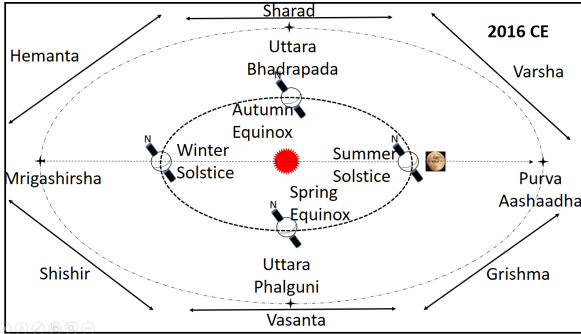 Sharad
2016 CE
Hemanta
Uttara
Bhadrapada
Varsha
N
Autumn
Equinox
N
Winter
Solstice
Summer
Solstice
N
Mrigashirsha
Purva
Aashaadha
N
Spring
Equinox
Shishir
Uttara
Phalguni
Grishma
Vasanta